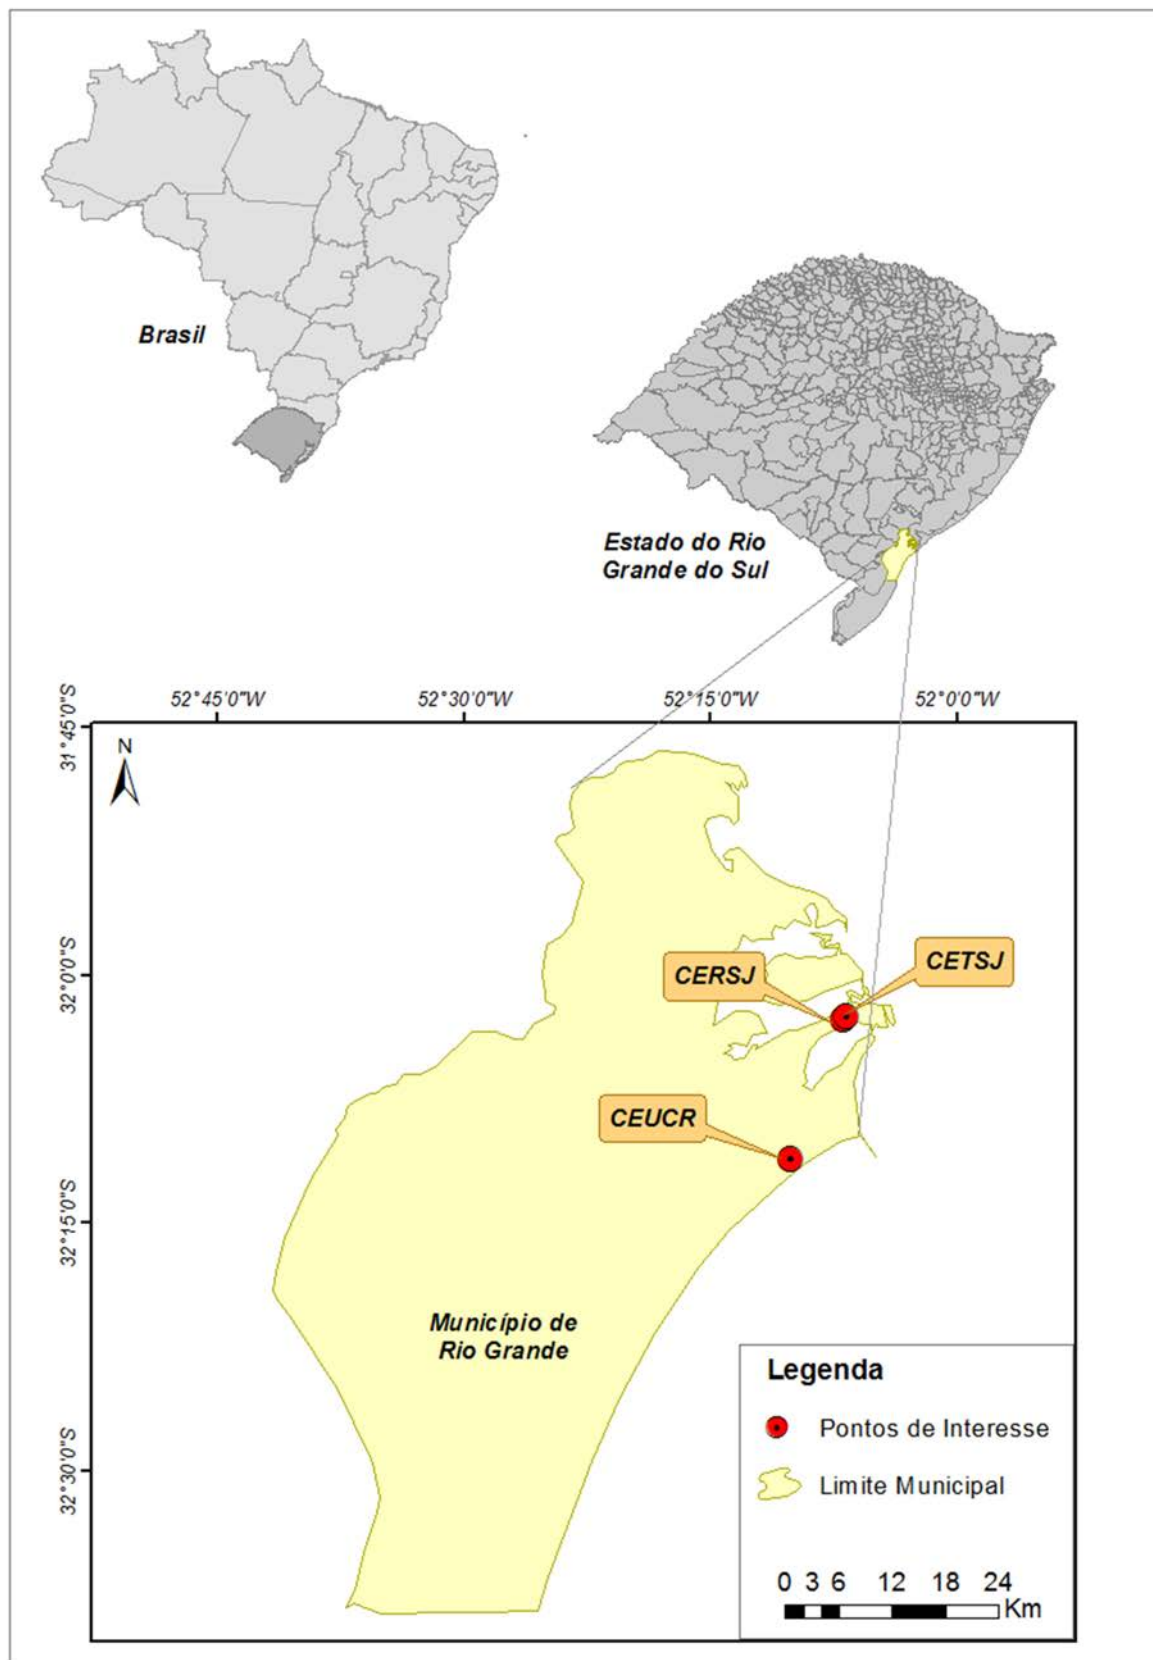 Brasil
Estado do Rio
Grande do Sul
52°45'0"W 52°30'0"W 52°15'0"W 52°0'0"W
31°45'0"S
N
32°0'0"S
CERSJ
CETSJ
CEUCR
32°15'0"S
Município de
Rio Grande
32°30'0"S
Legenda
Pontos de Interesse
Limite Municipal
0 3 6 12 18 24
Km